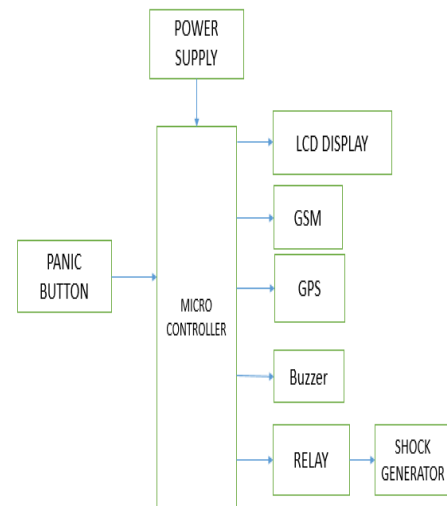 POWER
SUPPLY
LCD DISPLAY
GSM
PANIC
BUTTON
GPS
MICRO
CONTROLLER
Buzzer
RELAY
SHOCK
GENERATOR